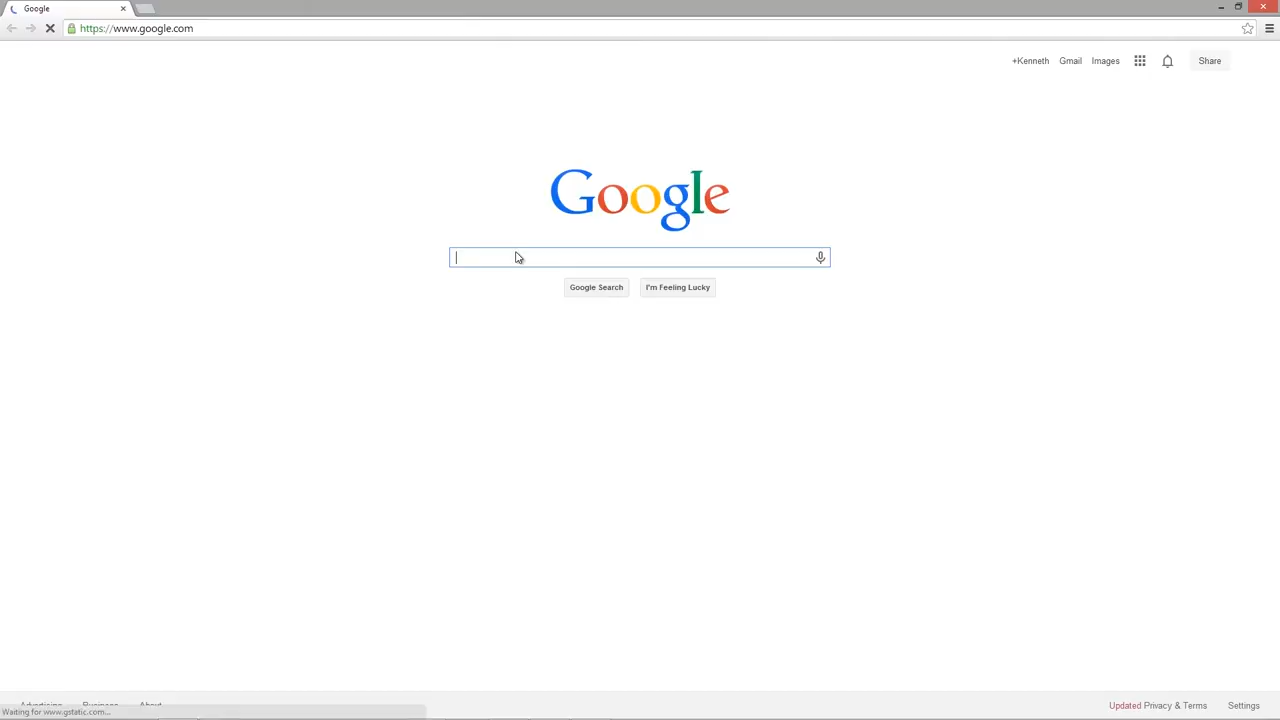 Google
https://www.google.com
+Kenneth Gmail Images Share
Google
Google Search I'm Feeling Lucky
Advertising Business About Updated Privacy & Terms Settings
Waiting for www.gstatic.com...